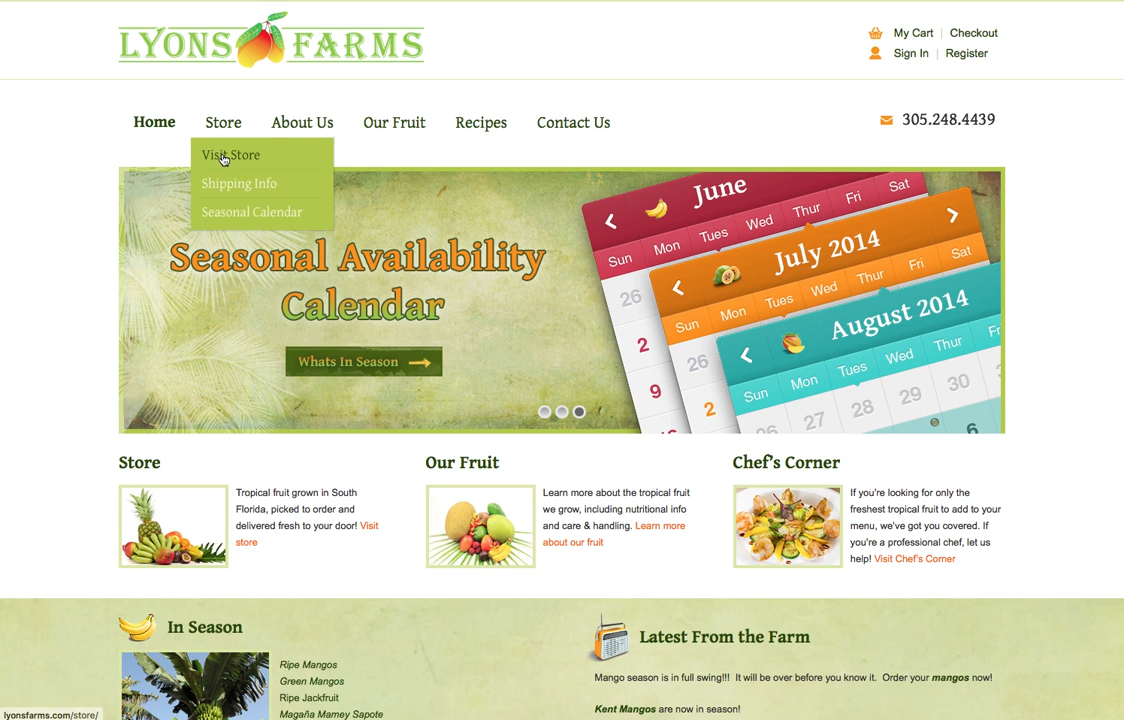 LYONS FARMS
My Cart | Checkout
Sign In | Register
Home Store About Us Our Fruit Recipes Contact Us
305.248.4439
Visit Store
Shipping Info
Seasonal Calendar
Seasonal Availability
Calendar
Whats In Season
June
Sun Mon Tues Wed Thur Fri Sat
26
2
9
July 2014
Sun Mon Tues Wed Thur Fri Sat
26
2
August 2014
Sun Mon Tues Wed Thur Fr
26 27 28 29 30
6
Store
Tropical fruit grown in South
Florida, picked to order and
delivered fresh to your door! Visit
store
Our Fruit
Learn more about the tropical fruit
we grow, including nutritional info
and care & handling. Learn more
about our fruit
Chef's Corner
If you're looking for only the
freshest tropical fruit to add to your
menu, we've got you covered. If
you're a professional chef, let us
help! Visit Chef's Corner
In Season
Ripe Mangos
Green Mangos
Ripe Jackfruit
Magaña Mamey Sapote
Latest From the Farm
Mango season is in full swing!!! It will be over before you know it. Order your mangos now!
Kent Mangos are now in season!
lyonsfarms.com/store/